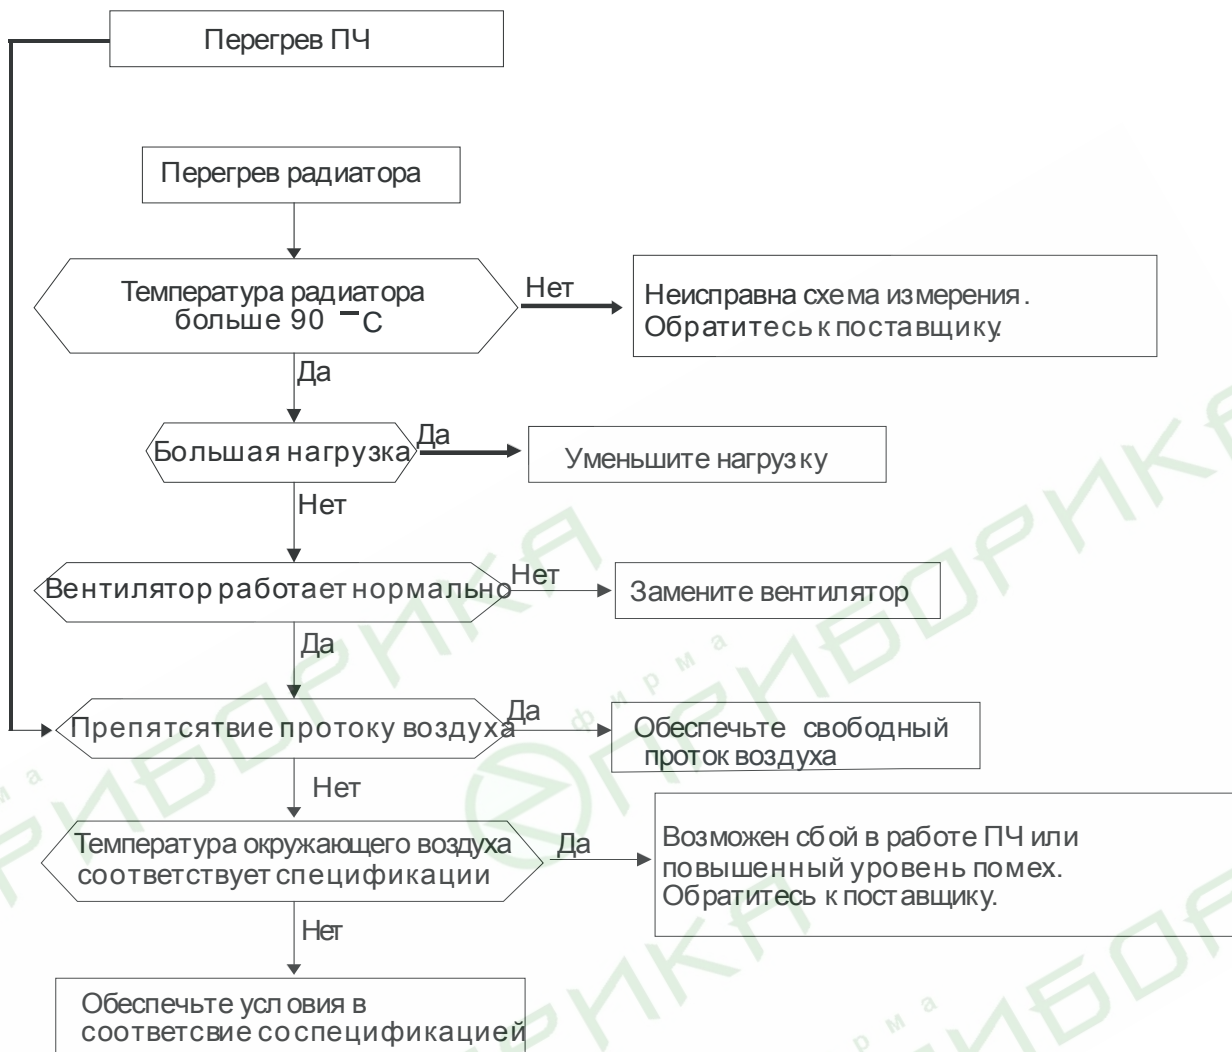 Перегрев ПЧ
Перегрев радиатора
Температура радиатора
больше 90 ‾С
Нет
Неисправна схема измерения.
Обратитесь к поставщику.
Да
Большая нагрузка
Да
Уменьшите нагрузку
Нет
Вентилятор работает нормально
Нет
Замените вентилятор
Да
Препятсятвие протоку воздуха
Да
Обеспечьте свободный
проток воздуха
Нет
Температура окружающего воздуха
соответствует спецификации
Да
Возможен сбой в работе ПЧ или
повышенный уровень помех.
Обратитесь к поставщику.
Нет
Обеспечьте условия в
соответсвие со спецификацией
фирма
ПРИБОРИКА